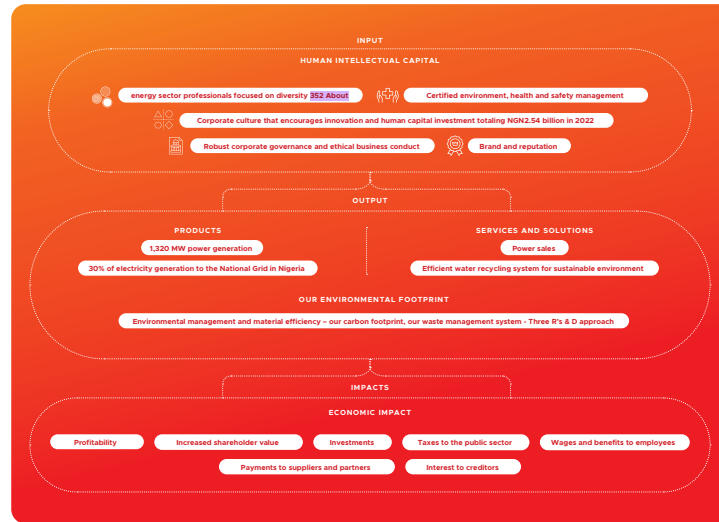 INPUT
HUMAN INTELLECTUAL CAPITAL
energy sector professionals focused on diversity 352 About
Certified environment, health and safety management
Corporate culture that encourages innovation and human capital investment totaling NGN2.54 billion in 2022
Robust corporate governance and ethical business conduct
Brand and reputation
OUTPUT
PRODUCTS
SERVICES AND SOLUTIONS
1,320 MW power generation
Power sales
30% of electricity generation to the National Grid in Nigeria
Efficient water recycling system for sustainable environment
OUR ENVIRONMENTAL FOOTPRINT
Environmental management and material efficiency – our carbon footprint, our waste management system - Three R's & D approach
IMPACTS
ECONOMIC IMPACT
Profitability
Increased shareholder value
Investments
Taxes to the public sector
Wages and benefits to employees
Payments to suppliers and partners
Interest to creditors